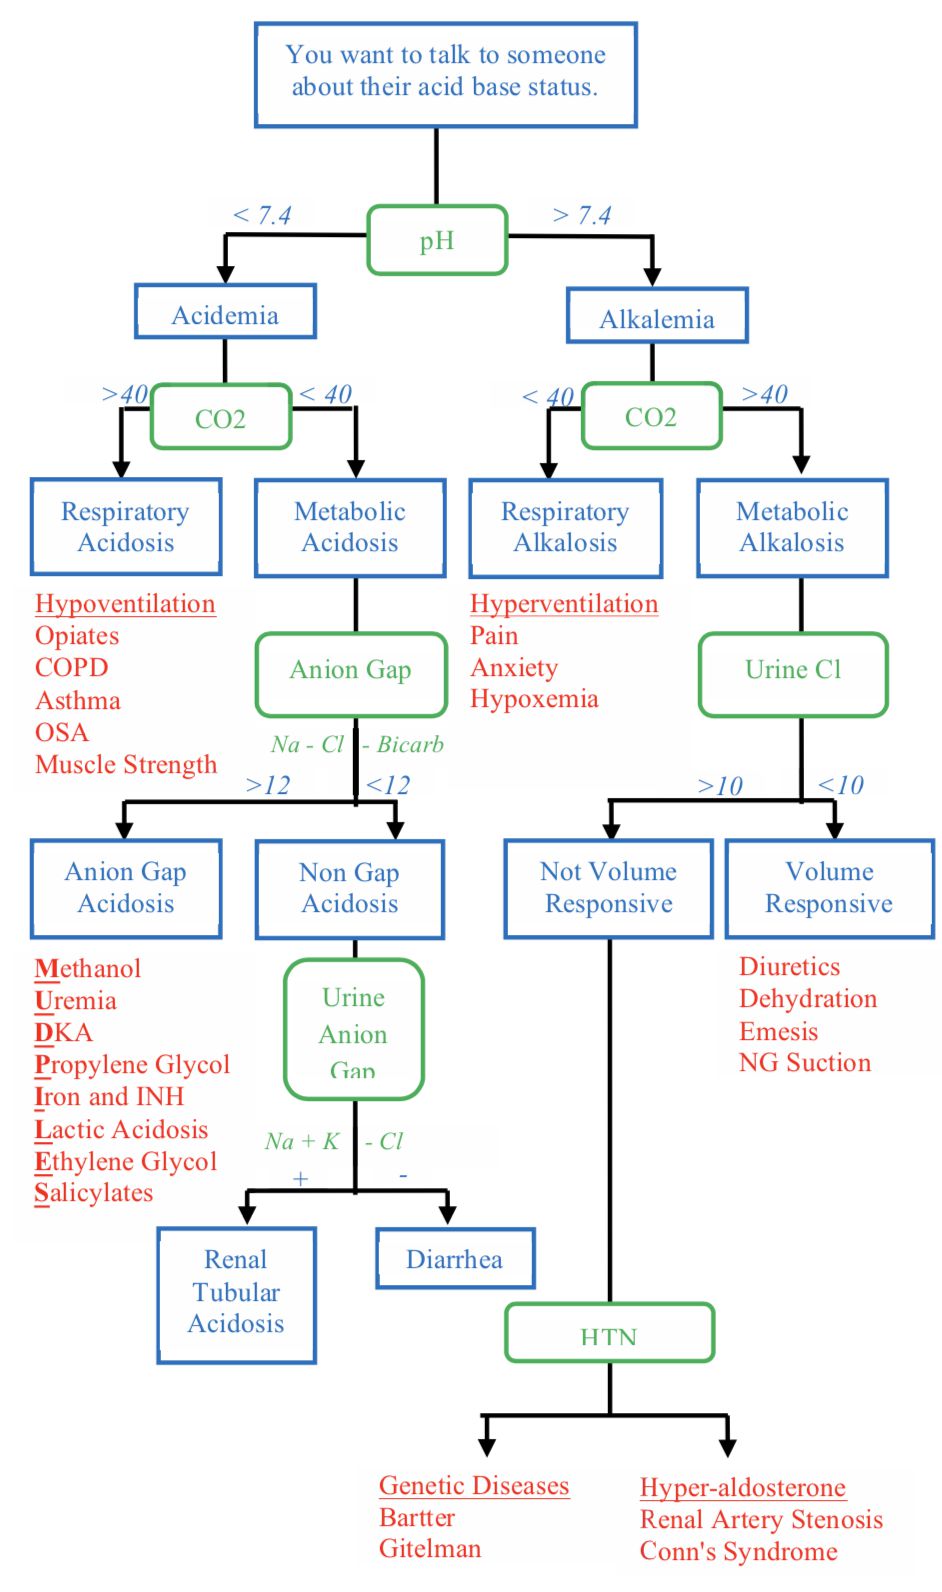 You want to talk to someone
about their acid base status.
< 7.4
> 7.4
pH
Acidemia
Alkalemia
>40
< 40
CO2
< 40
>40
CO2
Respiratory
Acidosis
Metabolic
Acidosis
Respiratory
Alkalosis
Metabolic
Alkalosis
Hypoventilation
Opiates
COPD
Asthma
OSA
Muscle Strength
Anion Gap
Na - Cl - Bicarb
Hyperventilation
Pain
Anxiety
Hypoxemia
Urine Cl
>12
<12
>10
<10
Anion Gap
Acidosis
Non Gap
Acidosis
Not Volume
Responsive
Volume
Responsive
Methanol
Uremia
DKA
Propylene Glycol
Iron and INH
Lactic Acidosis
Ethylene Glycol
Salicylates
Urine
Anion
Gap
Na + K - Cl
+
-
Diuretics
Dehydration
Emesis
NG Suction
Renal
Tubular
Acidosis
Diarrhea
HTN
Genetic Diseases
Bartter
Gitelman
Hyper-aldosterone
Renal Artery Stenosis
Conn's Syndrome